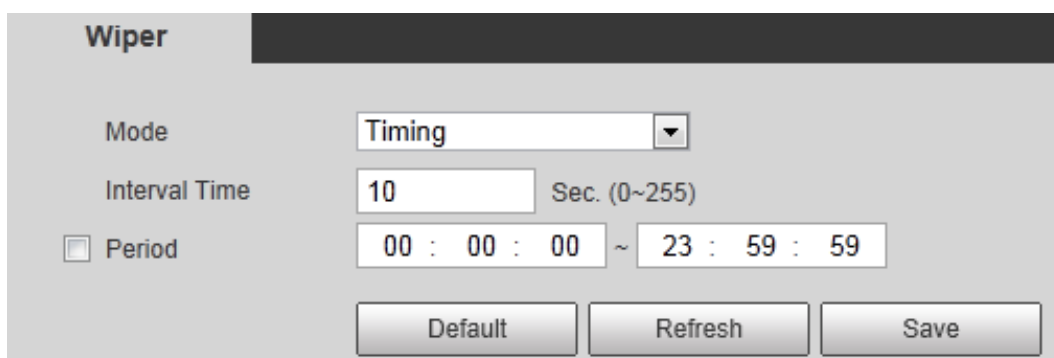 Wiper
Mode Timing
Interval Time 10 Sec. (0~255)
Period 00 : 00 : 00 ~ 23 : 59 : 59
Default Refresh Save